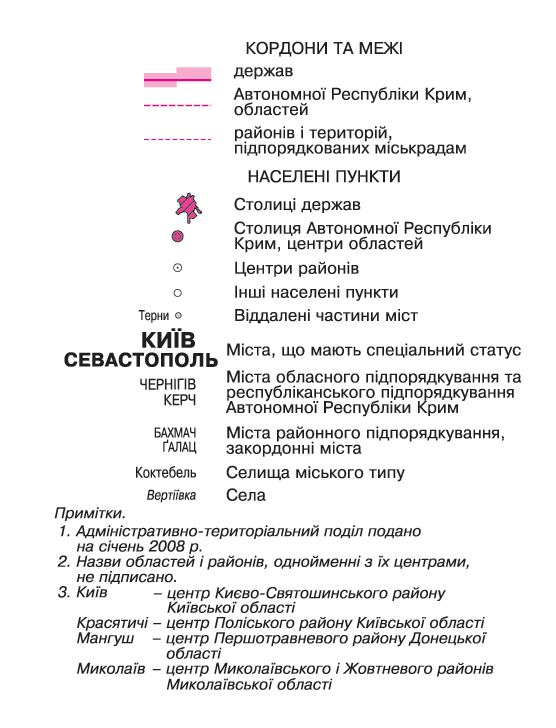 КОРДОНИ ТА МЕЖІ
держав
Автономної Республіки Крим,
областей
районів і територій,
підпорядкованих міськрадам
НАСЕЛЕНІ ПУНКТИ
Столиці держав
Столиця Автономної Республіки
Крим, центри областей
Центри районів
Інші населені пункти
Терни Віддалені частини міст
КИЇВ
СЕВАСТОПОЛЬ Міста, що мають спеціальний статус
ЧЕРНІГІВ
КЕРЧ
Міста обласного підпорядкування та
республіканського підпорядкування
Автономної Республіки Крим
БАХМАЧ
ҐАЛАЦ
Міста районного підпорядкування,
закордонні міста
Коктебель Селища міського типу
Вертіївка Села
Примітки.
1. Адміністративно-територіальний поділ подано
на січень 2008 р.
2. Назви областей і районів, однойменні з їх центрами,
не підписано.
3. Київ – центр Києво-Святошинського району
Київської області
Красятичі – центр Поліського району Київської області
Мангуш – центр Першотравневого району Донецької
області
Миколаїв – центр Миколаївського і Жовтневого районів
Миколаївської області